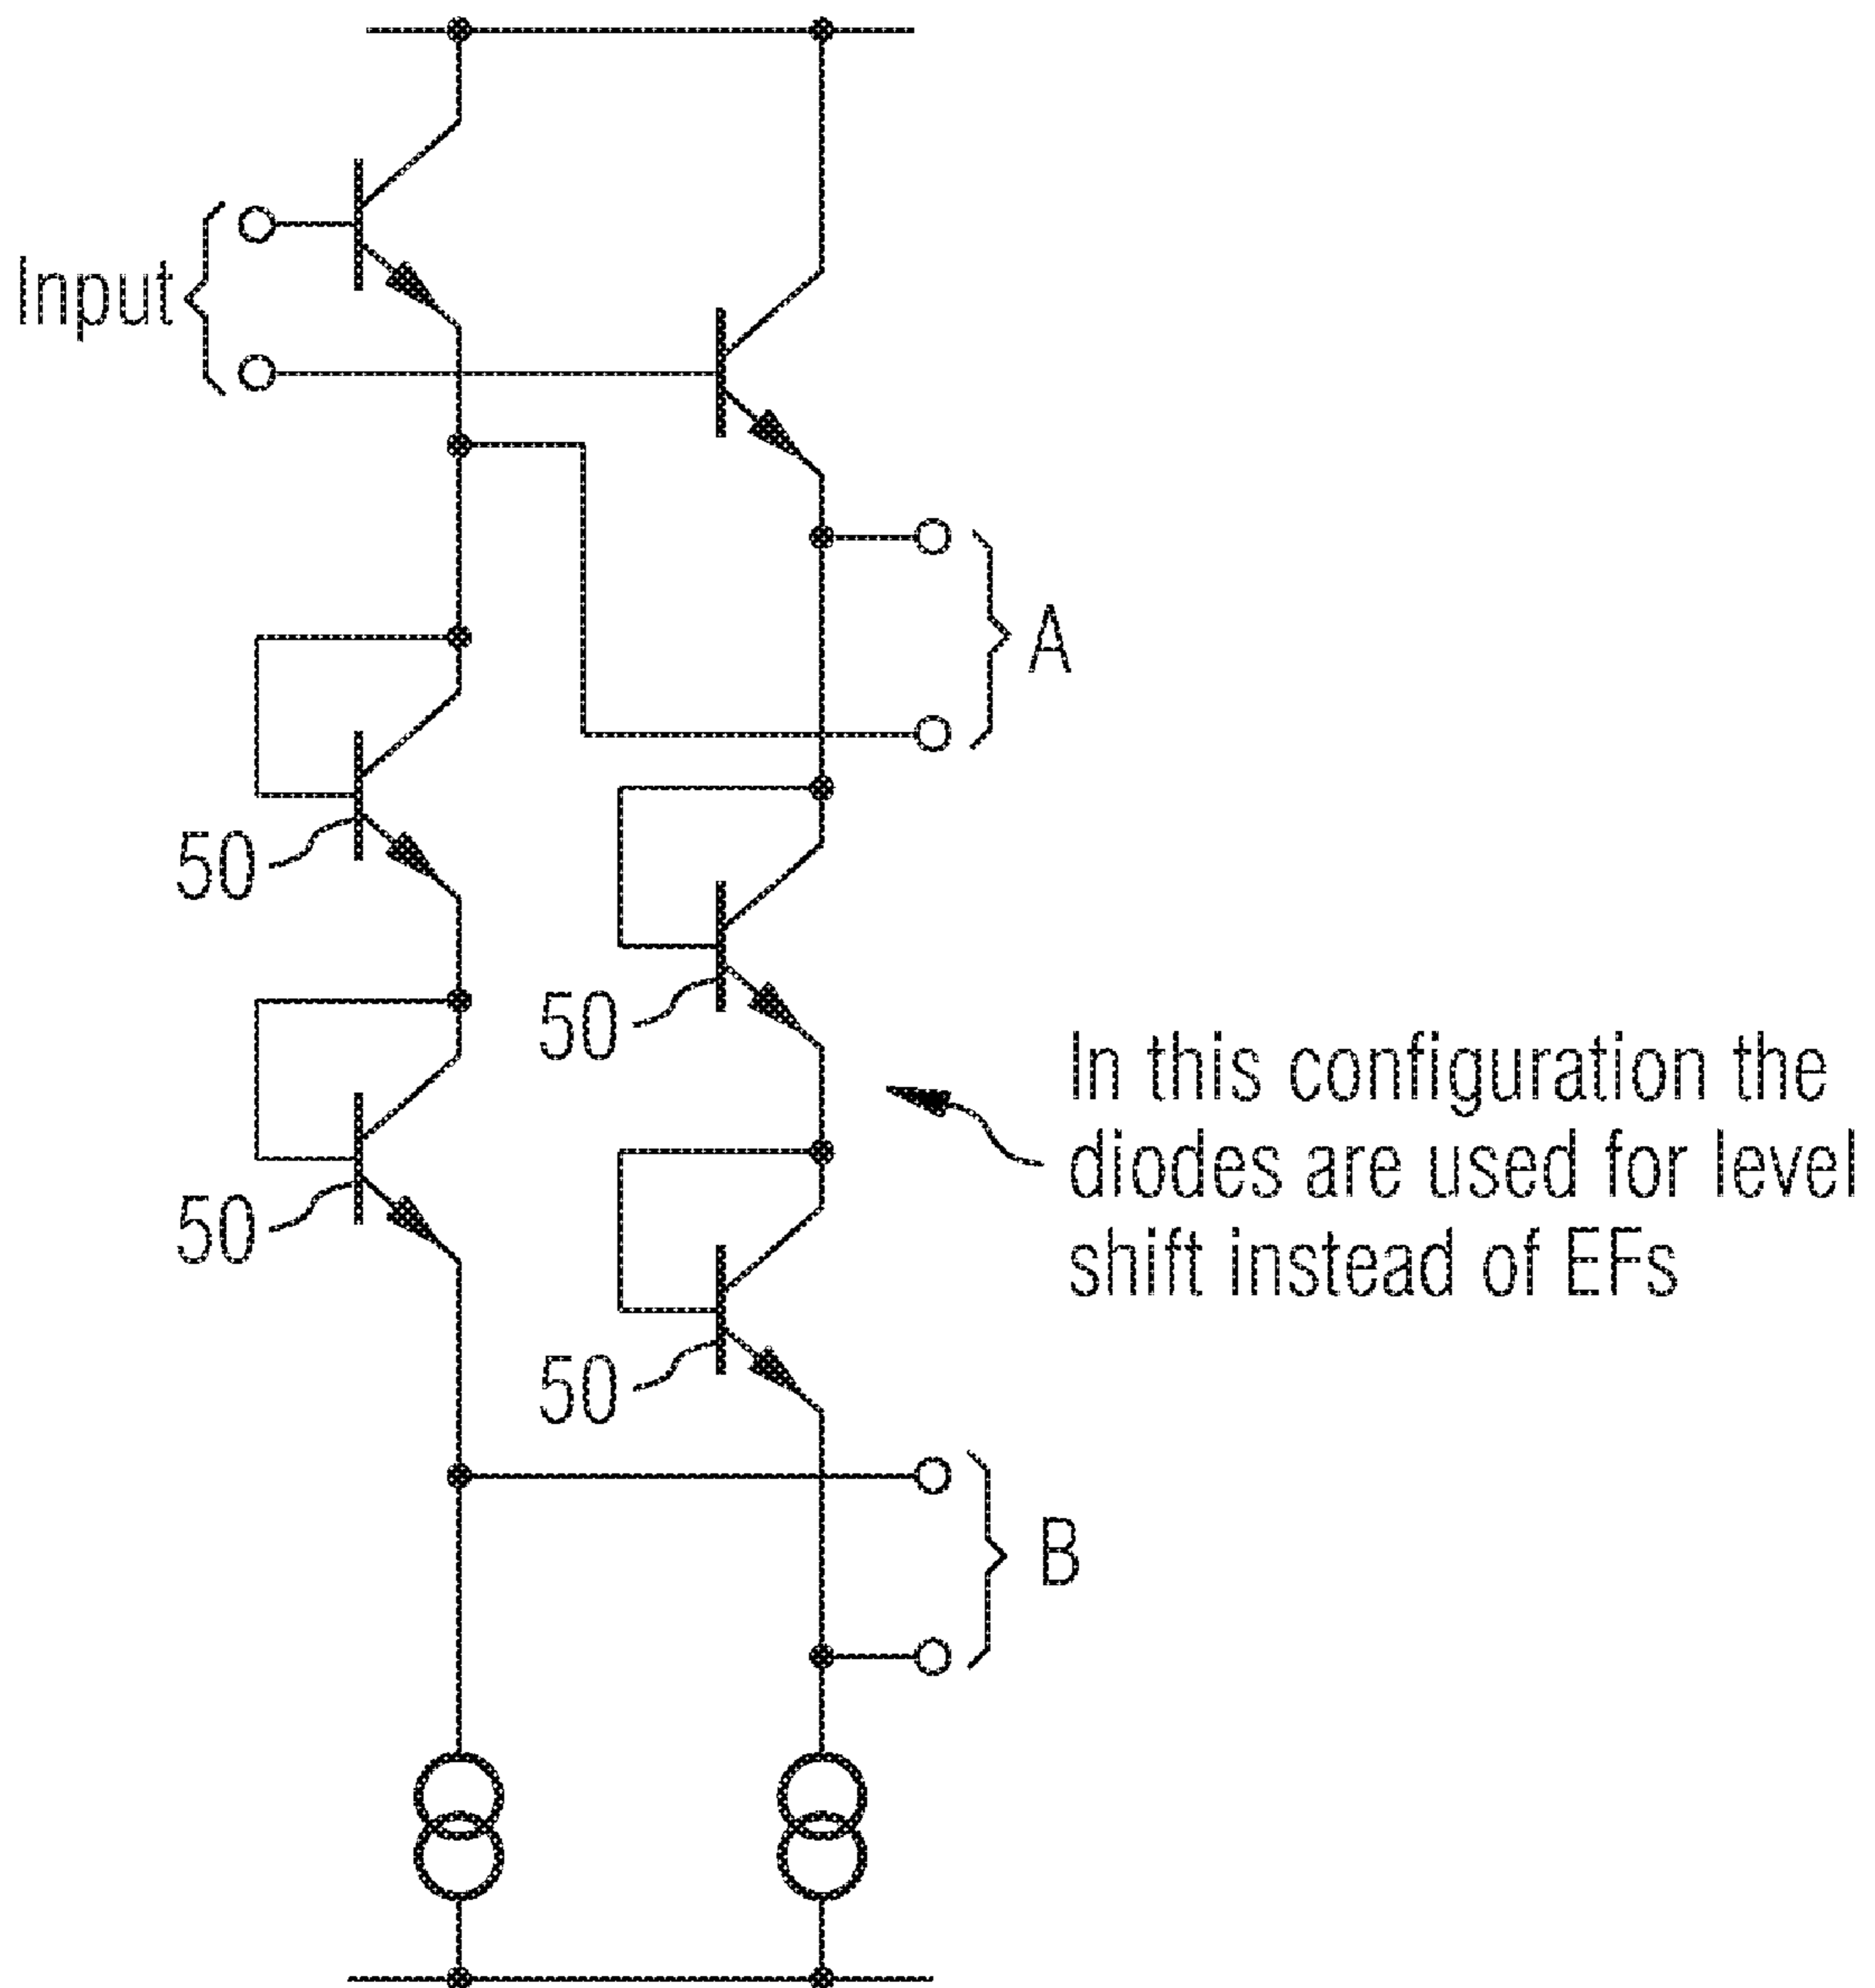 Input
A
50
50
50
In this configuration the
diodes are used for level
shift instead of EFs
50
B